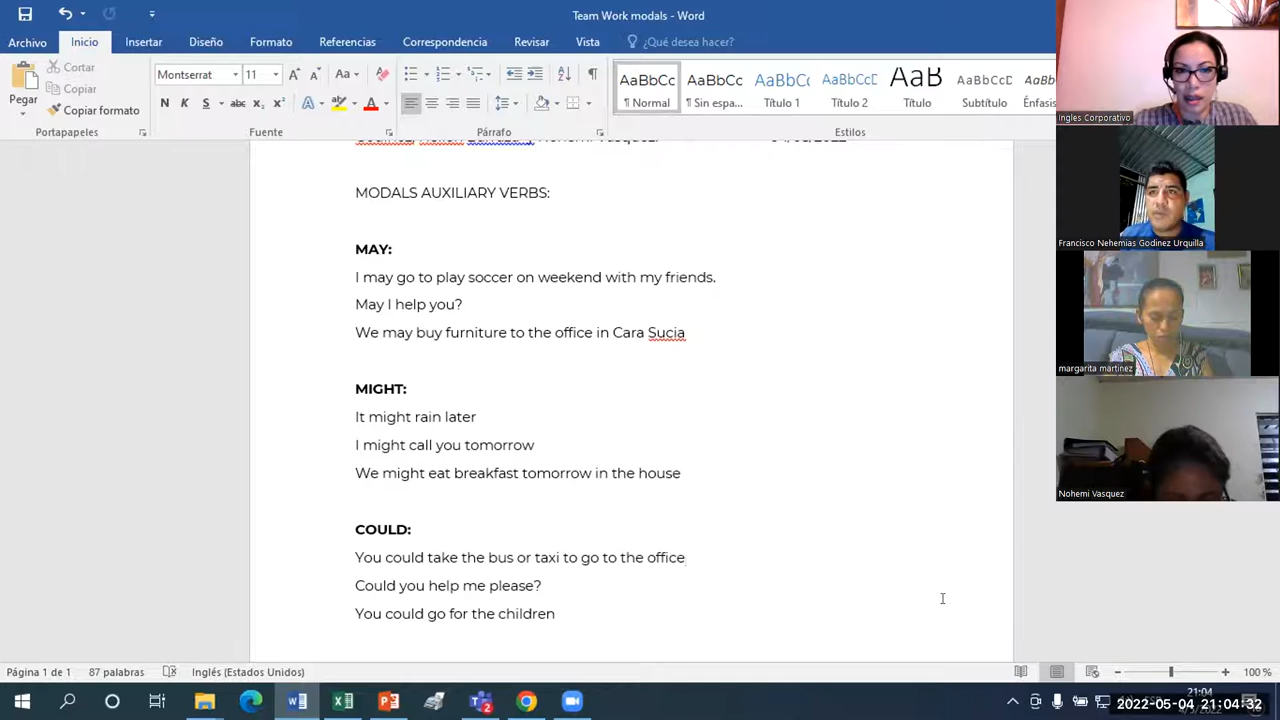 Team Work modals - Word
Archivo Inicio Insertar Diseño Formato Referencias Correspondencia Revisar Vista ¿Qué desea hacer?
Pegar
Cortar
Copiar
Copiar formato
Portapapeles
Montserrat 11
Fuente
Párrafo
AaBbCc ¶ Normal
AaBbCc ¶ Sin espa...
AaBbCc Título 1
AaBbCcD Título 2
AaB Título
AaBbCcC Subtítulo
Énfasis
Estilos
MODALS AUXILIARY VERBS:
MAY:
I may go to play soccer on weekend with my friends.
May I help you?
We may buy furniture to the office in Cara Sucia
MIGHT:
It might rain later
I might call you tomorrow
We might eat breakfast tomorrow in the house
COULD:
You could take the bus or taxi to go to the office
Could you help me please?
You could go for the children
Ingles Corporativo
Francisco Nehemias Godinez Urquilla
margarita martinez
Nohemi Vasquez
Página 1 de 1 87 palabras Inglés (Estados Unidos) 100 %
21:04
2022-05-04 21:04:32